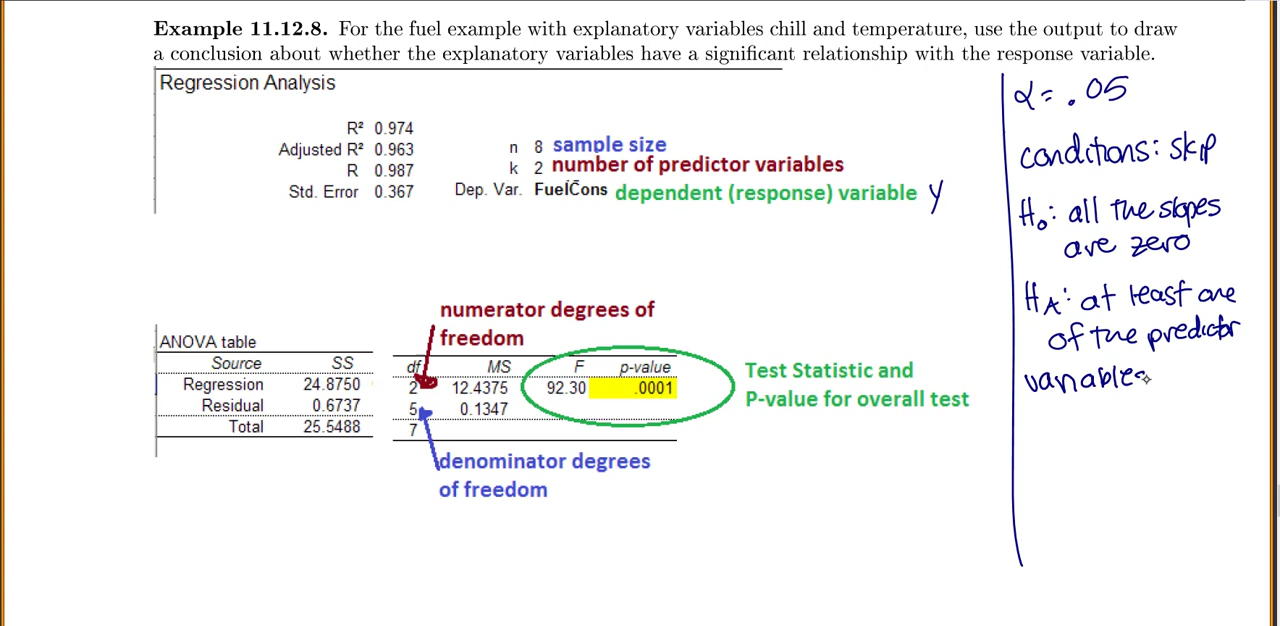 Example 11.12.8. For the fuel example with explanatory variables chill and temperature, use the output to draw
a conclusion about whether the explanatory variables have a significant relationship with the response variable.
Regression Analysis
R² 0.974
Adjusted R² 0.963
R 0.987
Std. Error 0.367
n 8 sample size
k 2 number of predictor variables
Dep. Var. FuelCons dependent (response) variable y
numerator degrees of
freedom
ANOVA table
Source SS df MS F p-value
Regression 24.8750 2 12.4375 92.30 .0001
Residual 0.6737 5 0.1347
Total 25.5488 7
Test Statistic and
P-value for overall test
denominator degrees
of freedom
α = .05
conditions: skip
H₀: all the slopes
are zero
H_A: at least one
of the predictor
variables